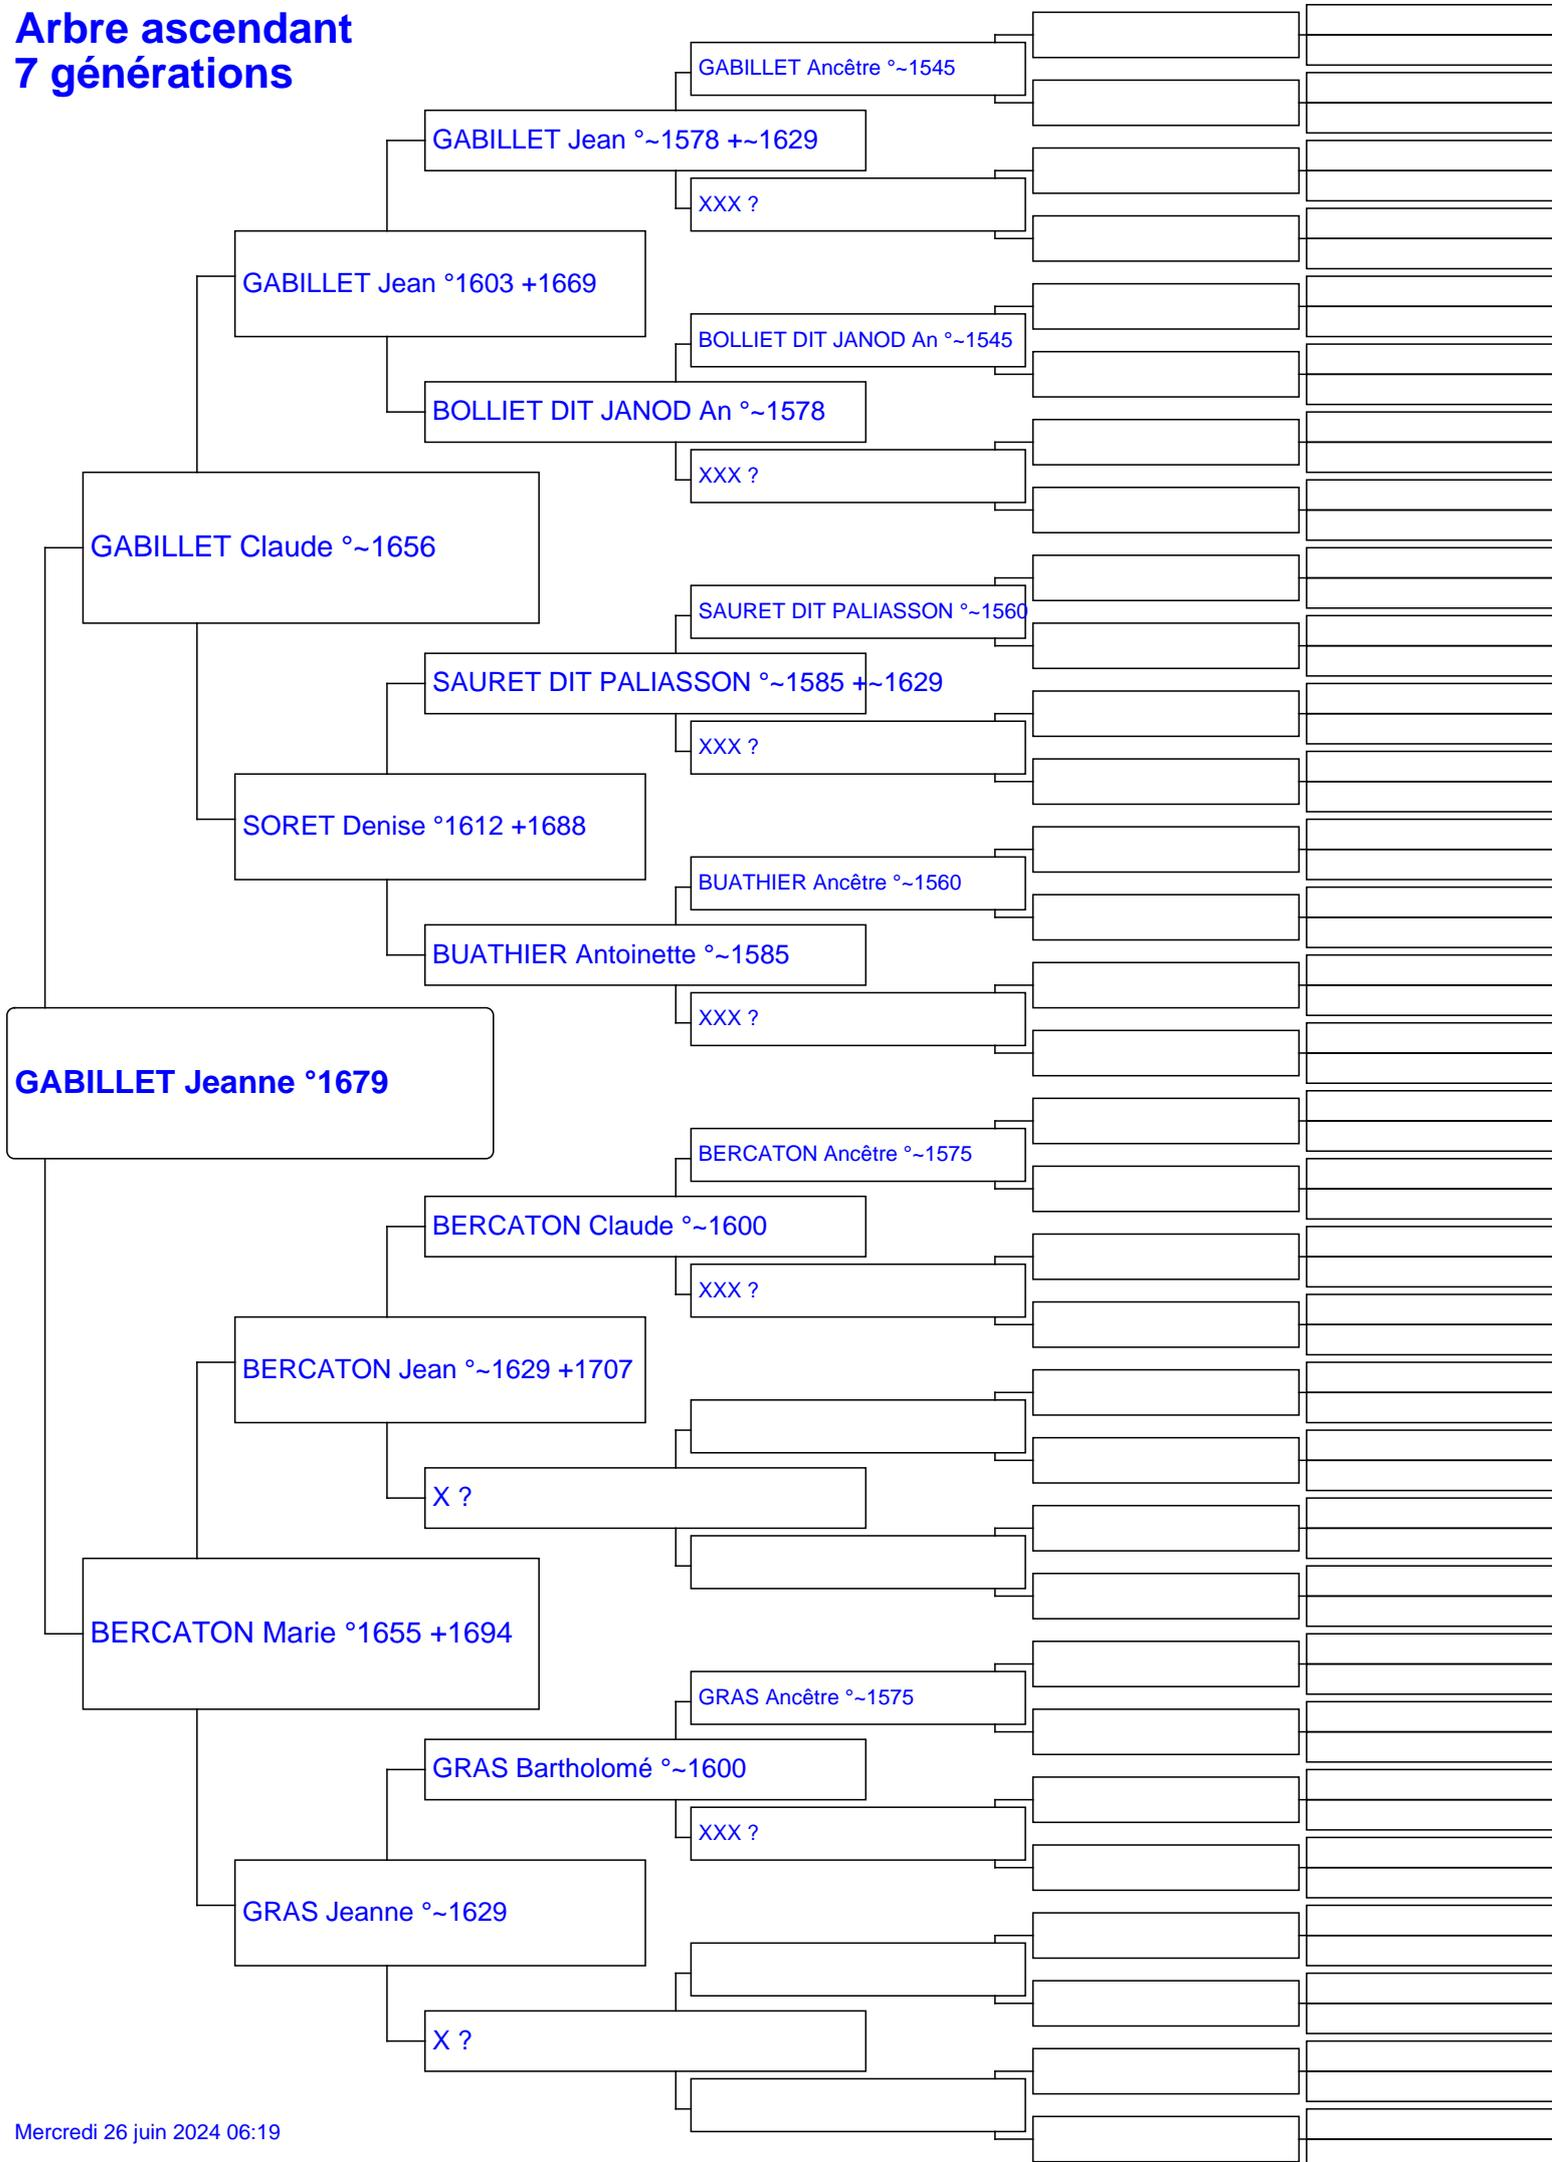 Arbre ascendant
7 générations
GABILLET Ancêtre °~1545
GABILLET Jean °~1578 +~1629
XXX ?
GABILLET Jean °1603 +1669
BOLLIET DIT JANOD An °~1545
BOLLIET DIT JANOD An °~1578
XXX ?
GABILLET Claude °~1656
SAURET DIT PALIASSON °~1560
SAURET DIT PALIASSON °~1585 +~1629
XXX ?
SORET Denise °1612 +1688
BUATHIER Ancêtre °~1560
BUATHIER Antoinette °~1585
XXX ?
GABILLET Jeanne °1679
BERCATON Ancêtre °~1575
BERCATON Claude °~1600
XXX ?
BERCATON Jean °~1629 +1707
X ?
BERCATON Marie °1655 +1694
GRAS Ancêtre °~1575
GRAS Bartholomé °~1600
XXX ?
GRAS Jeanne °~1629
X ?
Mercredi 26 juin 2024 06:19